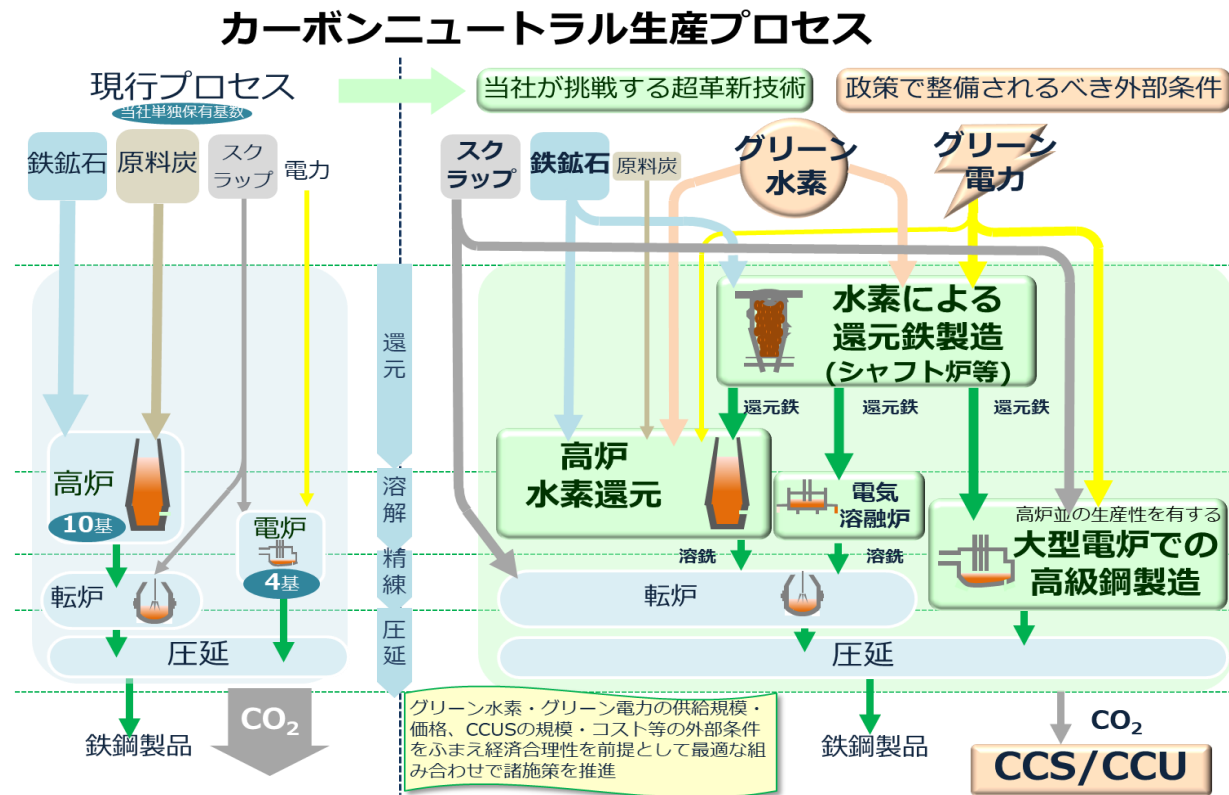 カーボンニュートラル生産プロセス
現行プロセス
当社単独保有基数
当社が挑戦する超革新技術
政策で整備されるべき外部条件
鉄鉱石
原料炭
スク
ラップ
電力
スク
ラップ
鉄鉱石
原料炭
グリーン
水素
グリーン
電力
還元
溶解
精練
圧延
高炉
10基
電炉
4基
転炉
圧延
CO2
鉄鋼製品
水素による
還元鉄製造
(シャフト炉等)
還元鉄
還元鉄
還元鉄
高炉
水素還元
電気
溶融炉
高炉並の生産性を有する
大型電炉での
高級鋼製造
溶銑
溶銑
転炉
圧延
グリーン水素・グリーン電力の供給規模・
価格、CCUSの規模・コスト等の外部条件
をふまえ経済合理性を前提として最適な組
み合わせで諸施策を推進
鉄鋼製品
CO2
CCS/CCU